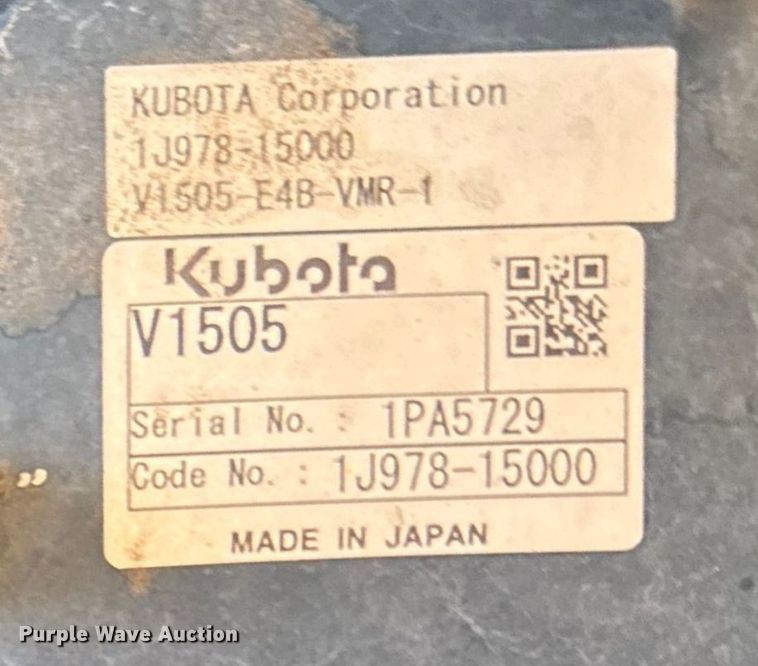 KUBOTA Corporation
1J978-15000
V1505-E4B-VMR-1
Kubota
V1505
Serial No. : 1PA5729
Code No. : 1J978-15000
MADE IN JAPAN
Purple Wave Auction